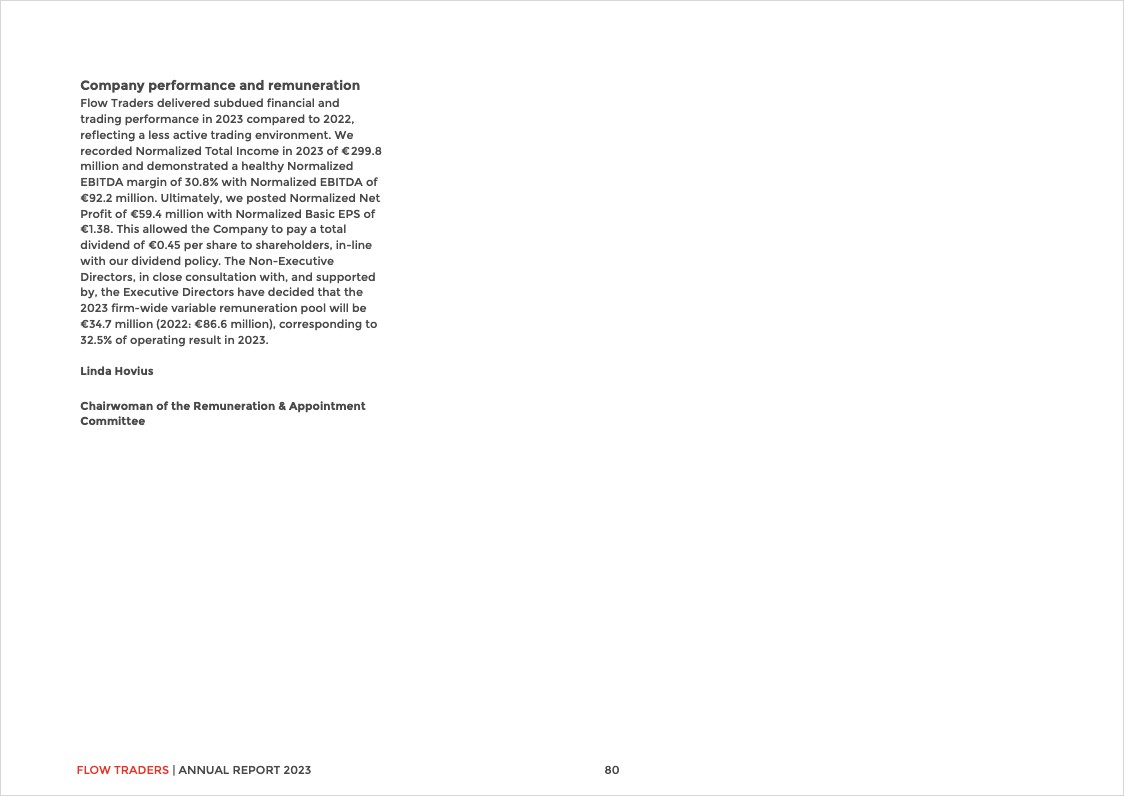 Company performance and remuneration
Flow Traders delivered subdued financial and
trading performance in 2023 compared to 2022,
reflecting a less active trading environment. We
recorded Normalized Total Income in 2023 of €299.8
million and demonstrated a healthy Normalized
EBITDA margin of 30.8% with Normalized EBITDA of
€92.2 million. Ultimately, we posted Normalized Net
Profit of €59.4 million with Normalized Basic EPS of
€1.38. This allowed the Company to pay a total
dividend of €0.45 per share to shareholders, in-line
with our dividend policy. The Non-Executive
Directors, in close consultation with, and supported
by, the Executive Directors have decided that the
2023 firm-wide variable remuneration pool will be
€34.7 million (2022: €86.6 million), corresponding to
32.5% of operating result in 2023.
Linda Hovius
Chairwoman of the Remuneration & Appointment
Committee
FLOW TRADERS | ANNUAL REPORT 2023
80